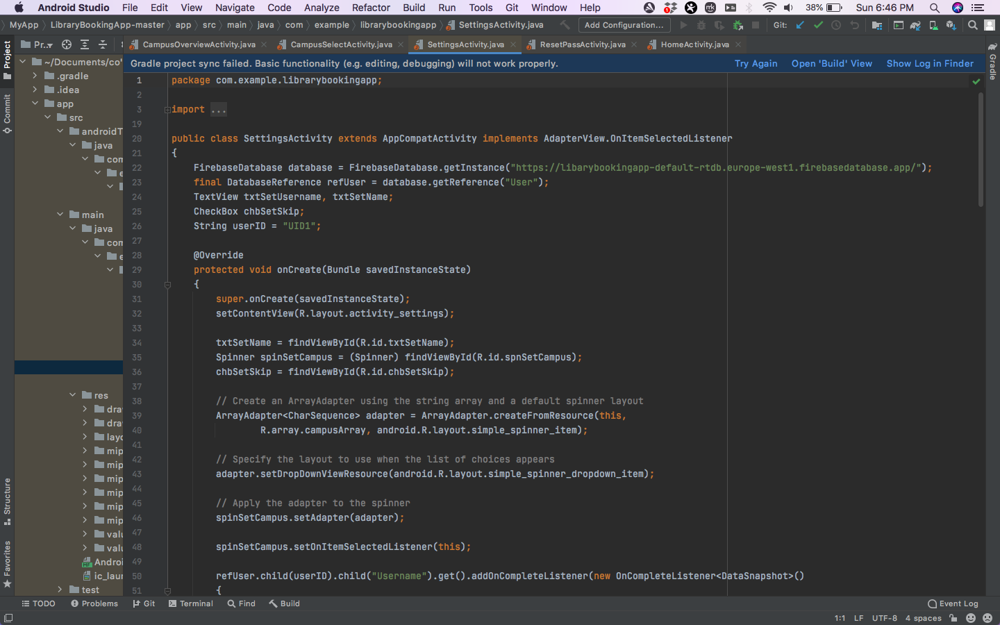 Android Studio File Edit View Navigate Code Analyze Refactor Build Run Tools Git Window Help 1 mk 38% Sun 6:46 PM
MyApp LibraryBookingApp-master app src main java com example librarybookingapp SettingsActivity.java Add Configuration... Git:
Pr... CampusOverviewActivity.java CampusSelectActivity.java SettingsActivity.java ResetPassActivity.java HomeActivity.java
Gradle project sync failed. Basic functionality (e.g. editing, debugging) will not work properly. Try Again Open 'Build' View Show Log in Finder
Project
Commit
Structure
Favorites
Gradle
~/Documents/co
.gradle
.idea
app
src
androidT
java
com
e
main
java
com
e
res
dra
dra
layo
mip
mip
mip
mip
mip
mip
valu
valu
MF Androi
ic_laur
test
1 package com.example.librarybookingapp;
2
3 import ...
19
20 public class SettingsActivity extends AppCompatActivity implements AdapterView.OnItemSelectedListener
21 {
22 FirebaseDatabase database = FirebaseDatabase.getInstance("https://libarybookingapp-default-rtdb.europe-west1.firebasedatabase.app/");
23 final DatabaseReference refUser = database.getReference("User");
24 TextView txtSetUsername, txtSetName;
25 CheckBox chbSetSkip;
26 String userID = "UID1";
27
28 @Override
29 protected void onCreate(Bundle savedInstanceState)
30 {
31 super.onCreate(savedInstanceState);
32 setContentView(R.layout.activity_settings);
33
34 txtSetName = findViewById(R.id.txtSetName);
35 Spinner spinSetCampus = (Spinner) findViewById(R.id.spnSetCampus);
36 chbSetSkip = findViewById(R.id.chbSetSkip);
37
38 // Create an ArrayAdapter using the string array and a default spinner layout
39 ArrayAdapter<CharSequence> adapter = ArrayAdapter.createFromResource(this,
40 R.array.campusArray, android.R.layout.simple_spinner_item);
41
42 // Specify the layout to use when the list of choices appears
43 adapter.setDropDownViewResource(android.R.layout.simple_spinner_dropdown_item);
44
45 // Apply the adapter to the spinner
46 spinSetCampus.setAdapter(adapter);
47
48 spinSetCampus.setOnItemSelectedListener(this);
49
50 refUser.child(userID).child("Username").get().addOnCompleteListener(new OnCompleteListener<DataSnapshot>()
51 {
TODO Problems Git Terminal Find Build Event Log
1:1 LF UTF-8 4 spaces